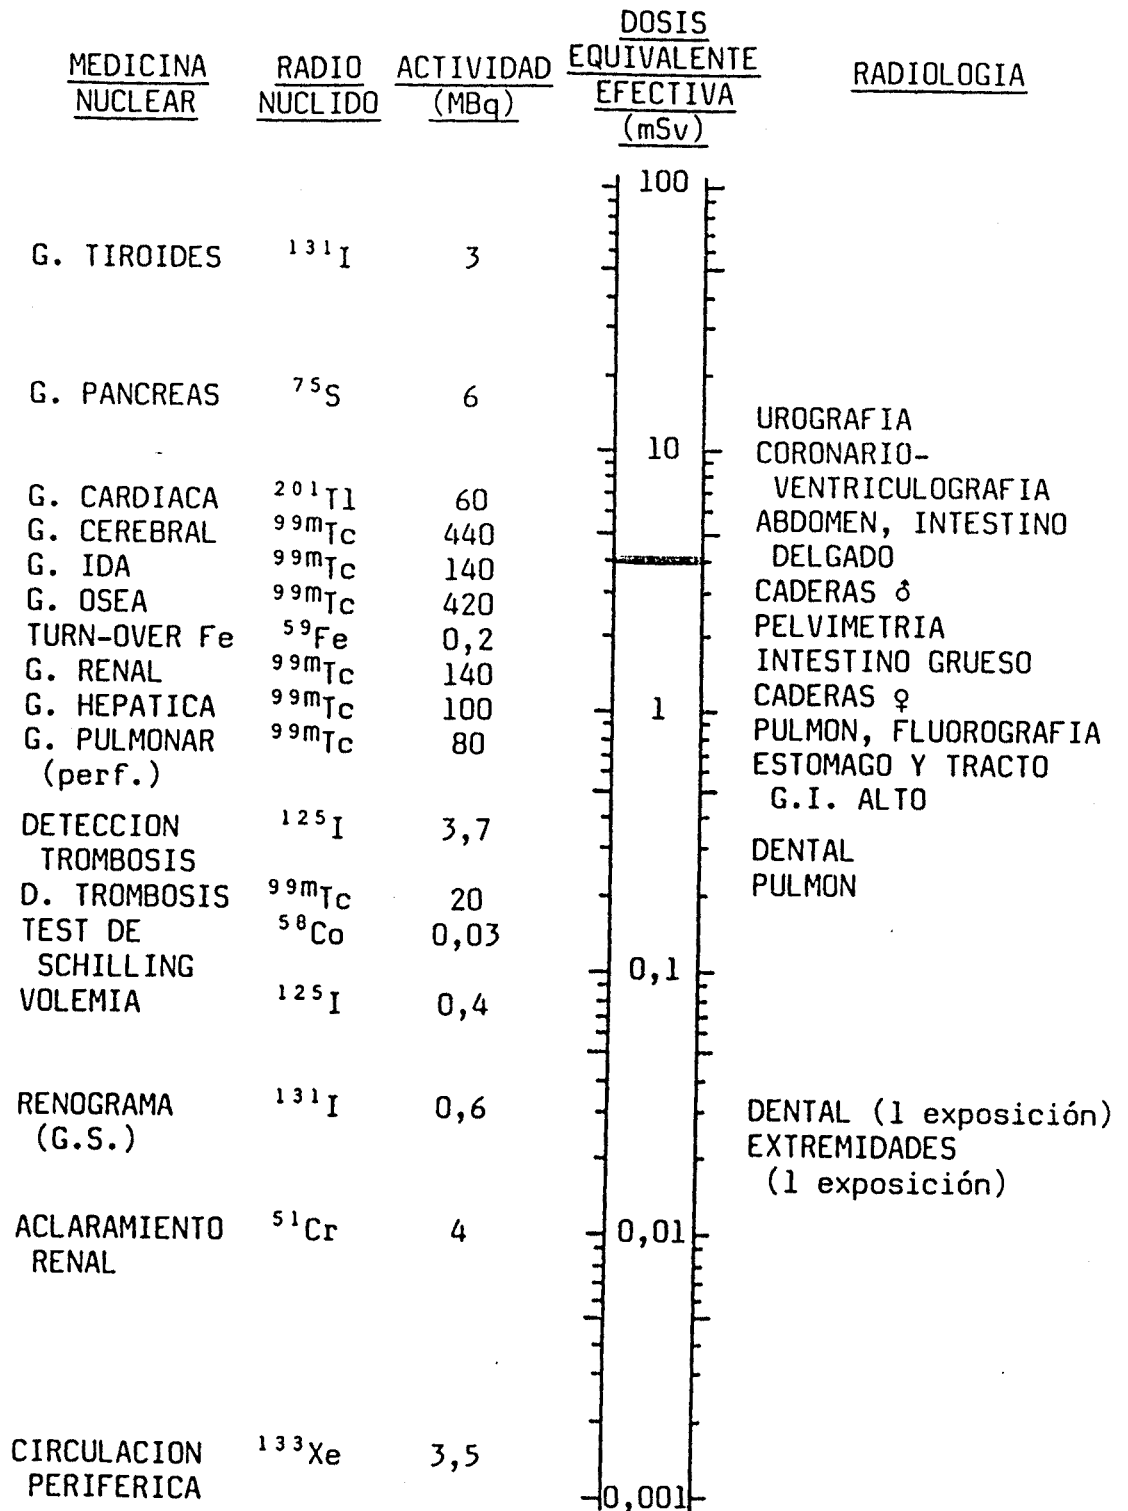 DOSIS
MEDICINA RADIO ACTIVIDAD EQUIVALENTE RADIOLOGIA
NUCLEAR NUCLIDO (MBq) EFECTIVA
(mSv)
100
G. TIROIDES ¹³¹I 3
G. PANCREAS ⁷⁵S 6
UROGRAFIA
10 CORONARIO-
G. CARDIACA ²⁰¹Tl 60 VENTRICULOGRAFIA
G. CEREBRAL ⁹⁹ᵐTc 440 ABDOMEN, INTESTINO
G. IDA ⁹⁹ᵐTc 140 DELGADO
G. OSEA ⁹⁹ᵐTc 420 CADERAS ♂
TURN-OVER Fe ⁵⁹Fe 0,2 PELVIMETRIA
G. RENAL ⁹⁹ᵐTc 140 INTESTINO GRUESO
G. HEPATICA ⁹⁹ᵐTc 100 1 CADERAS ♀
G. PULMONAR ⁹⁹ᵐTc 80 PULMON, FLUOROGRAFIA
(perf.) ESTOMAGO Y TRACTO
G.I. ALTO
DETECCION ¹²⁵I 3,7
TROMBOSIS DENTAL
D. TROMBOSIS ⁹⁹ᵐTc 20 PULMON
TEST DE ⁵⁸Co 0,03
SCHILLING 0,1
VOLEMIA ¹²⁵I 0,4
RENOGRAMA ¹³¹I 0,6 DENTAL (1 exposición)
(G.S.) EXTREMIDADES
(1 exposición)
ACLARAMIENTO ⁵¹Cr 4 0,01
RENAL
CIRCULACION ¹³³Xe 3,5
PERIFERICA
0,001